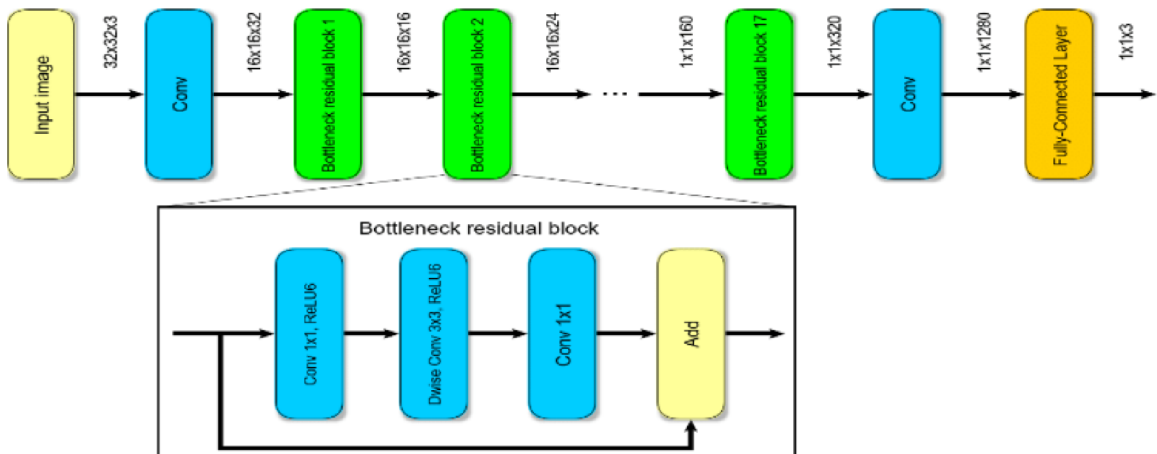 Input image
32x32x3
Conv
16x16x32
Bottleneck residual block 1
16x16x16
Bottleneck residual block 2
16x16x24
...
1x1x160
Bottleneck residual block 17
1x1x320
Conv
1x1x1280
Fully-Connected Layer
1x1x3
Bottleneck residual block
Conv 1x1, ReLU6
Dwise Conv 3x3, ReLU6
Conv 1x1
Add